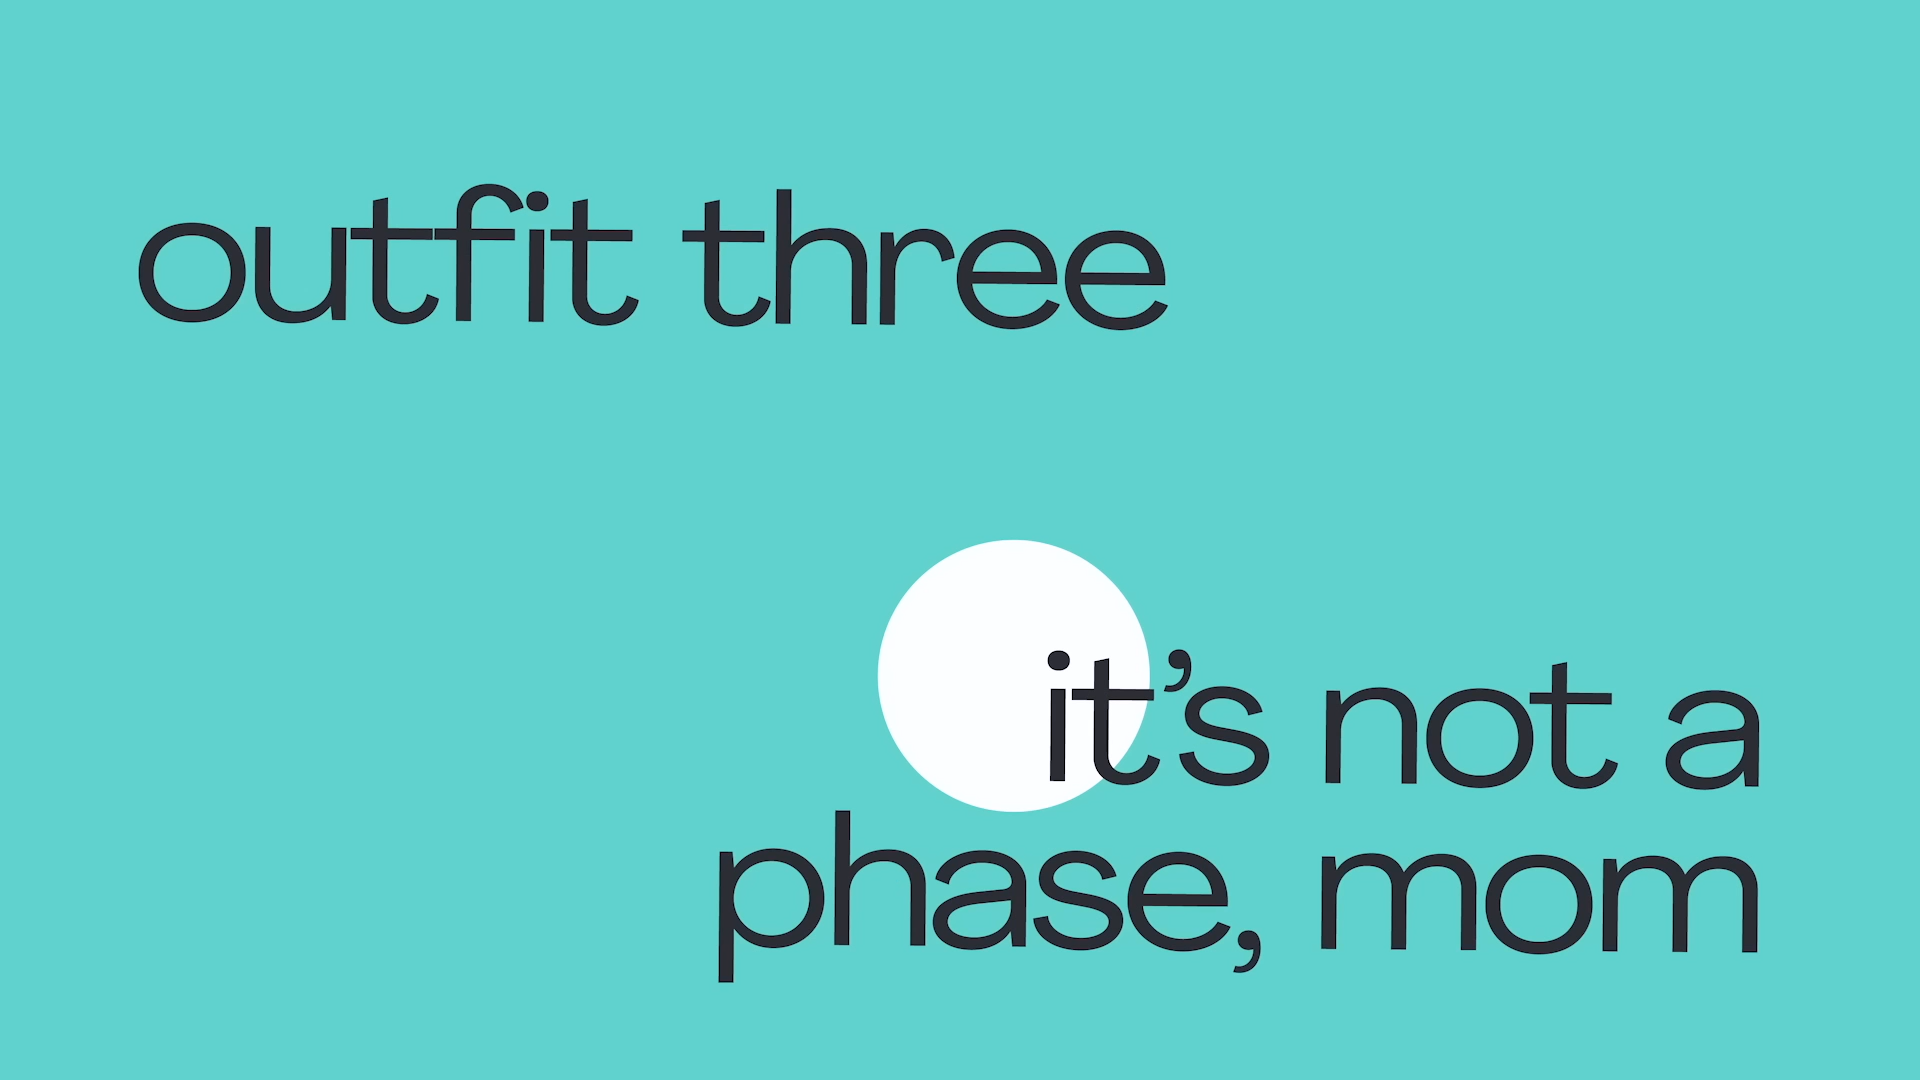 outfit three
it’s not a
phase, mom